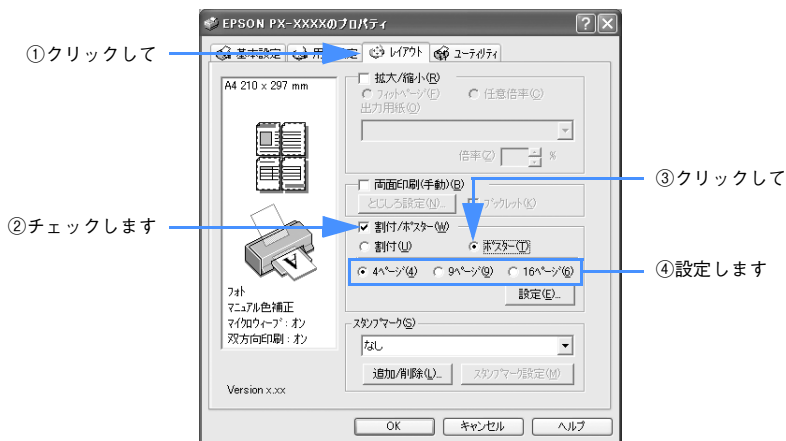 EPSON PX-XXXXのプロパティ
基本設定 用 定 レイアウト ユーティリティ
①クリックして
A4 210 x 297 mm
拡大/縮小(R)
フィットページ(F) 任意倍率(C)
出力用紙(O)
倍率(Z) %
両面印刷(手動)(B)
③クリックして
とじしろ設定(N)... ブックレット(K)
②チェックします
割付/ポスター(W)
割付(U) ポスター(T)
4ページ(4) 9ページ(9) 16ページ(6)
④設定します
設定(E)...
フォト
マニュアル色補正
マイクロウィーブ : オン
双方向印刷 : オン
スタンプマーク(S)
なし
追加/削除(L)... スタンプマーク設定(M)
Version x.xx
OK キャンセル ヘルプ